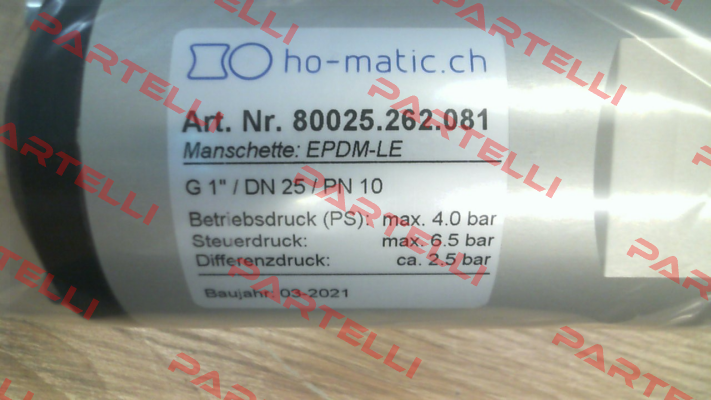 ho-matic.ch
Art. Nr. 80025.262.081
Manschette: EPDM-LE
G 1" / DN 25 / PN 10
Betriebsdruck (PS): max. 4.0 bar
Steuerdruck: max. 6.5 bar
Differenzdruck: ca. 2.5 bar
Baujahr: 03-2021
PARTELLI
PARTELLI
PARTELLI
PARTELLI
PARTELLI
PARTELLI
PARTELLI
PARTELLI